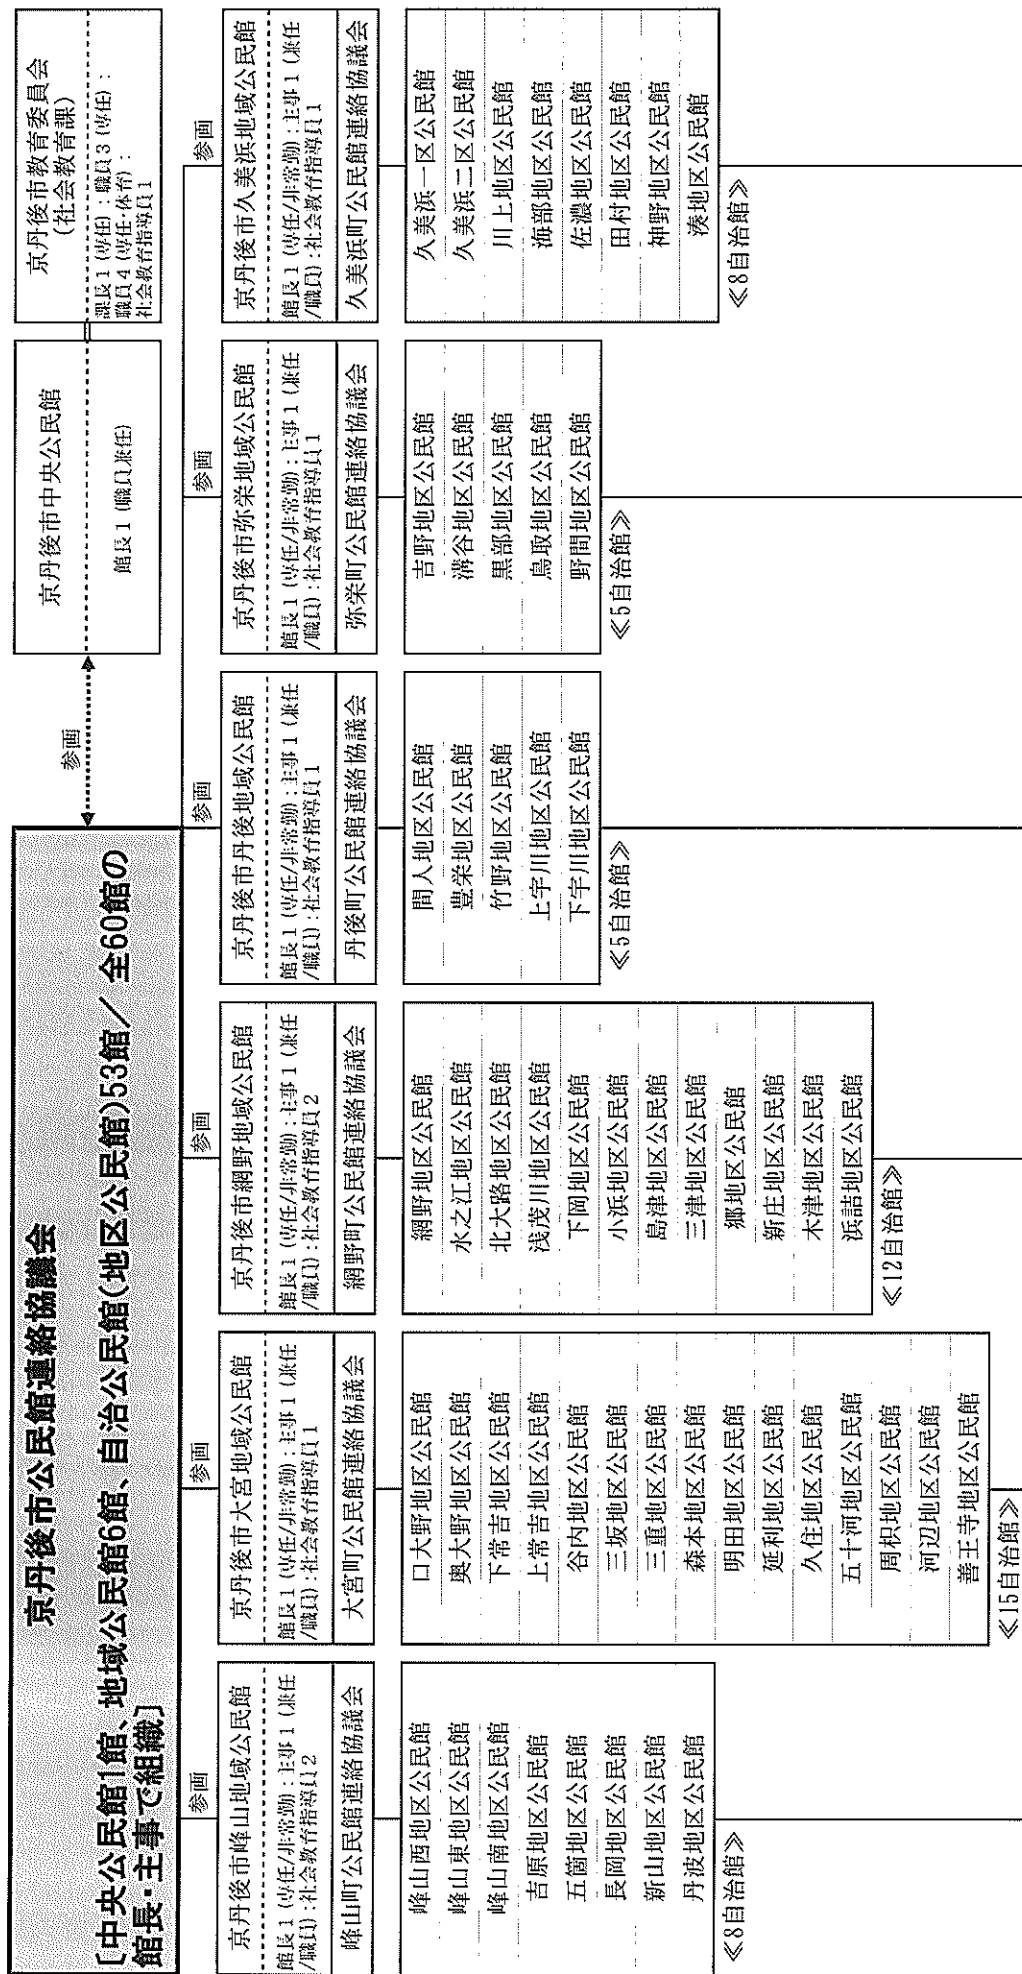 京丹後市公民館連絡協議会
〔中央公民館1館、地域公民館6館、自治公民館(地区公民館)53館／全60館の
館長・主事で組織〕
参画
京丹後市中央公民館
館長1 (職員兼任)
京丹後市教育委員会
(社会教育課)
課長1 (専任) : 職員3 (専任) :
職員4 (専任・体育) :
社会教育指導員1
参画
京丹後市峰山地域公民館
館長1 (専任/非常勤) : 主事1 (兼任
/職員) : 社会教育指導員2
峰山町公民館連絡協議会
峰山西地区公民館
峰山東地区公民館
峰山南地区公民館
吉原地区公民館
五箇地区公民館
長岡地区公民館
新山地区公民館
丹波地区公民館
≪8自治館≫
参画
京丹後市大宮地域公民館
館長1 (専任/非常勤) : 主事1 (兼任
/職員) : 社会教育指導員1
大宮町公民館連絡協議会
口大野地区公民館
奥大野地区公民館
下常吉地区公民館
上常吉地区公民館
谷内地区公民館
三坂地区公民館
三重地区公民館
森本地区公民館
明田地区公民館
延利地区公民館
久住地区公民館
五十河地区公民館
周枳地区公民館
河辺地区公民館
善王寺地区公民館
≪15自治館≫
参画
京丹後市網野地域公民館
館長1 (専任/非常勤) : 主事1 (兼任
/職員) : 社会教育指導員2
網野町公民館連絡協議会
網野地区公民館
水之江地区公民館
北大路地区公民館
浅茂川地区公民館
下岡地区公民館
小浜地区公民館
島津地区公民館
三津地区公民館
郷地区公民館
新庄地区公民館
木津地区公民館
浜詰地区公民館
≪12自治館≫
参画
京丹後市丹後地域公民館
館長1 (専任/非常勤) : 主事1 (兼任
/職員) : 社会教育指導員1
丹後町公民館連絡協議会
間人地区公民館
豊栄地区公民館
竹野地区公民館
上宇川地区公民館
下宇川地区公民館
≪5自治館≫
参画
京丹後市弥栄地域公民館
館長1 (専任/非常勤) : 主事1 (兼任
/職員) : 社会教育指導員1
弥栄町公民館連絡協議会
吉野地区公民館
溝谷地区公民館
黒部地区公民館
鳥取地区公民館
野間地区公民館
≪5自治館≫
参画
京丹後市久美浜地域公民館
館長1 (専任/非常勤) : 主事1 (兼任
/職員) : 社会教育指導員1
久美浜町公民館連絡協議会
久美浜一区公民館
久美浜二区公民館
川上地区公民館
海部地区公民館
佐濃地区公民館
田村地区公民館
神野地区公民館
湊地区公民館
≪8自治館≫